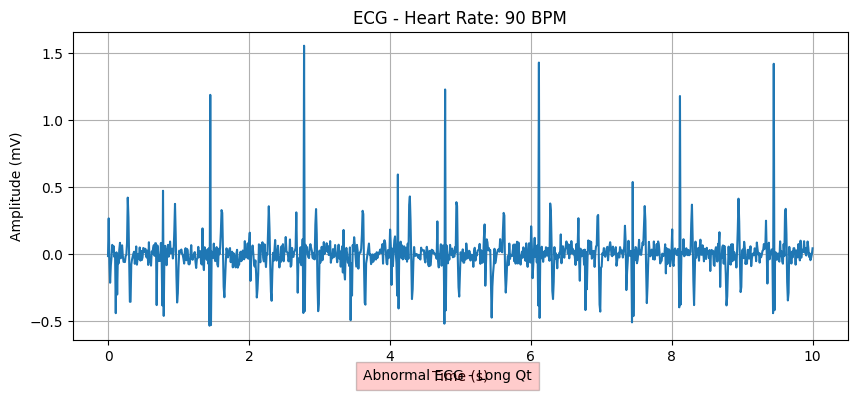 ECG - Heart Rate: 90 BPM
Amplitude (mV)
1.5
1.0
0.5
0.0
−0.5
0 2 4 6 8 10
Time (s)
Abnormal ECG - Long Qt